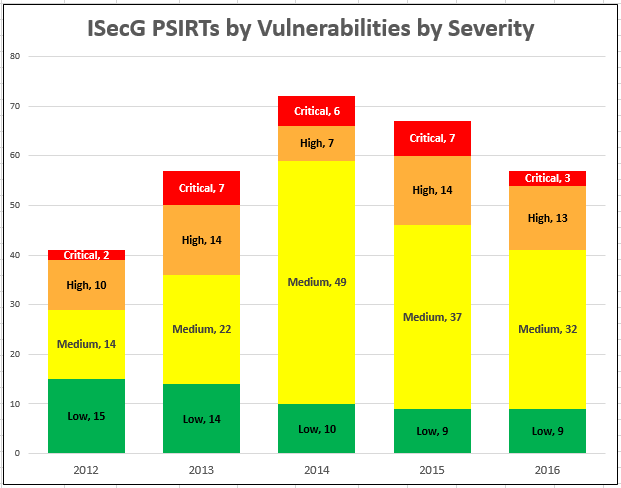 ISecG PSIRTs by Vulnerabilities by Severity
80
70
60
50
40
30
20
10
0
Critical, 2
High, 10
Medium, 14
Low, 15
Critical, 7
High, 14
Medium, 22
Low, 14
Critical, 6
High, 7
Medium, 49
Low, 10
Critical, 7
High, 14
Medium, 37
Low, 9
Critical, 3
High, 13
Medium, 32
Low, 9
2012 2013 2014 2015 2016